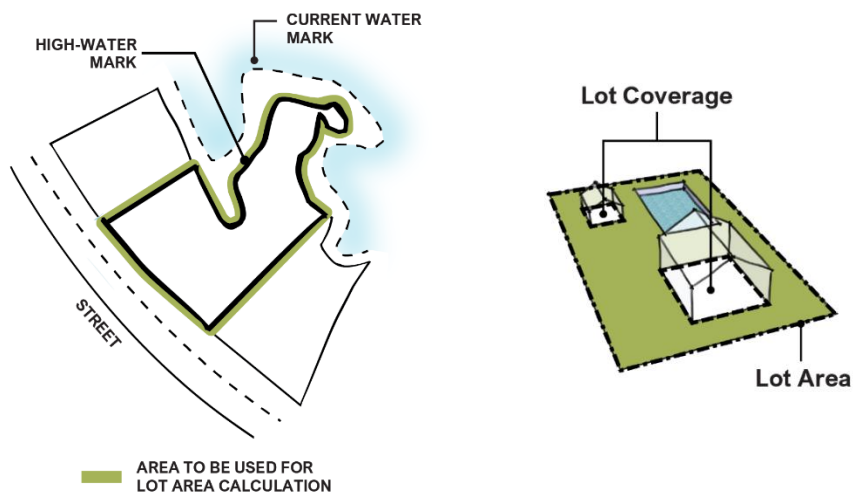 CURRENT WATER
MARK
HIGH-WATER
MARK
STREET
AREA TO BE USED FOR
LOT AREA CALCULATION
Lot Coverage
Lot Area